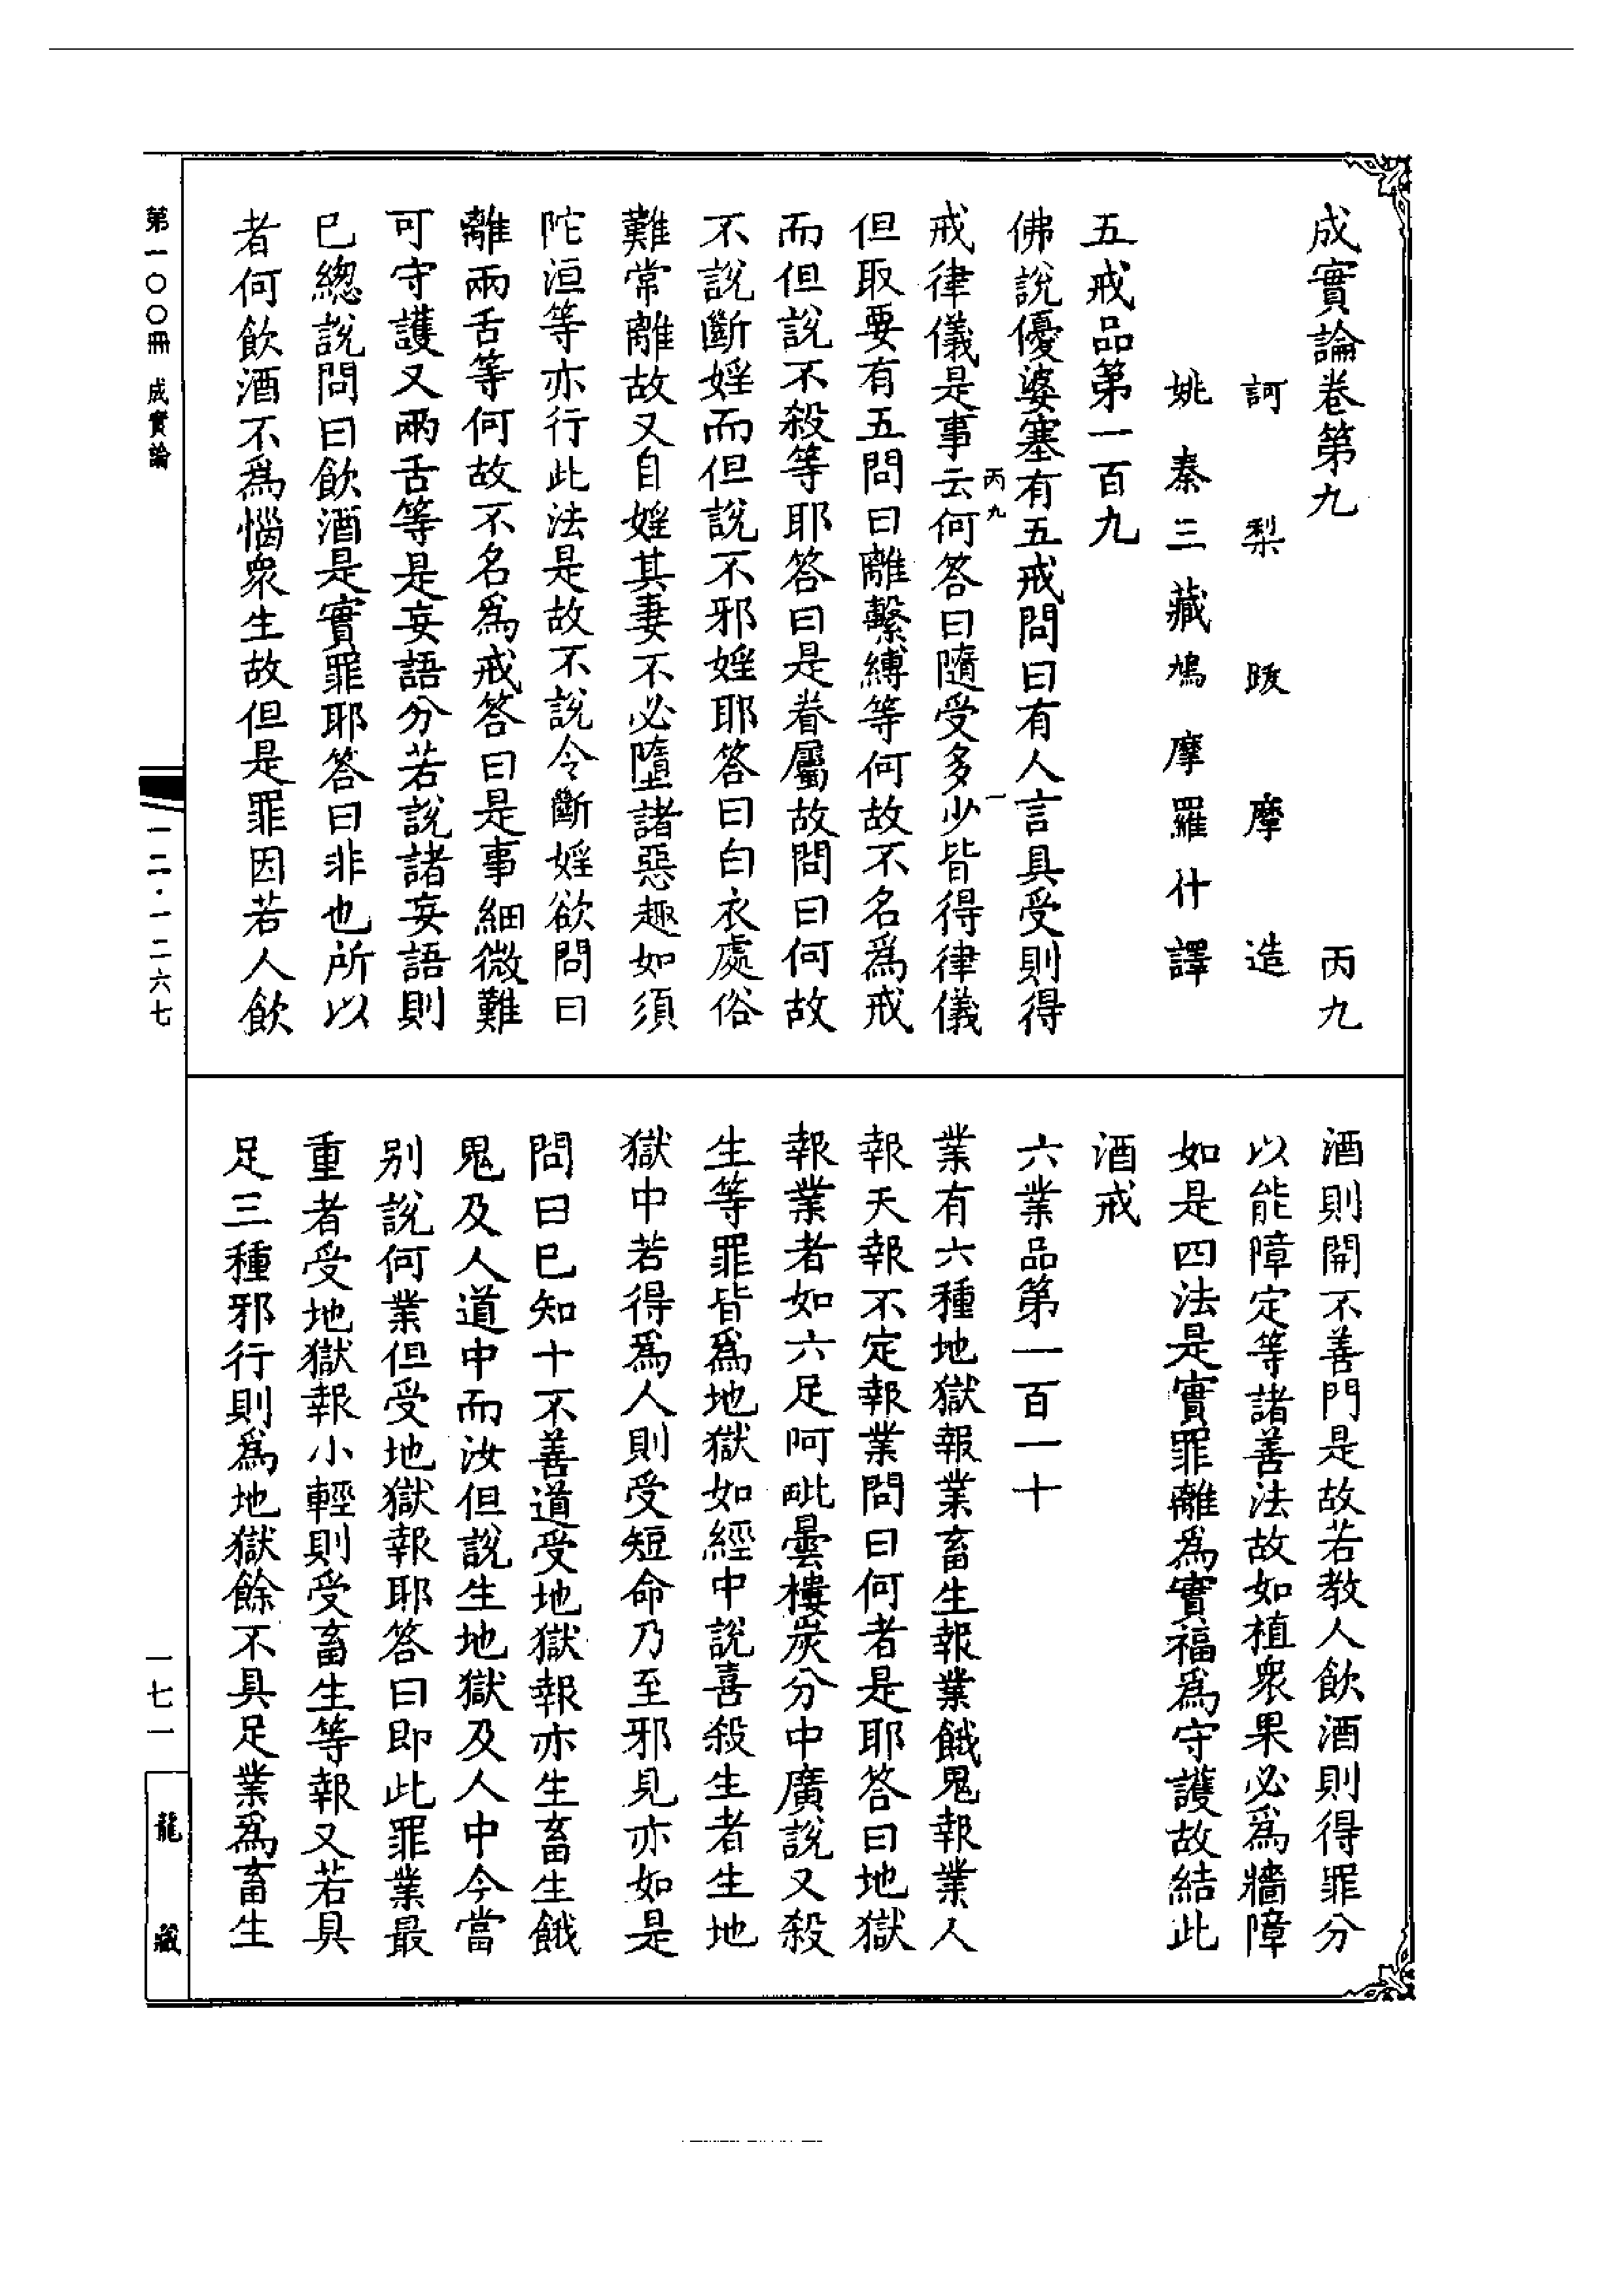 成實論卷第九　丙九
訶梨跋摩造
姚秦三藏鳩摩羅什譯
五戒品第一百九
佛說優婆塞有五戒問曰有人言具受則得
丙九　一
戒律儀是事云何答曰隨受多少皆得律儀
但取要有五問曰離繫縛等何故不名爲戒
而但說不殺等耶答曰是眷屬故問曰何故
不說斷婬而但說不邪婬耶答曰白衣處俗
難常離故又自婬其妻不必墮諸惡趣如須
陀洹等亦行此法是故不說令斷婬欲問曰
離兩舌等何故不名爲戒答曰是事細微難
可守護又兩舌等是妄語分若說諸妄語則
巳總說問曰飲酒是實罪耶答曰非也所以
者何飲酒不爲惱眾生故但是罪因若人飲
酒則開不善門是故若教人飲酒則得罪分
以能障定等諸善法故如植衆果必爲牆障
如是四法是實罪離爲實福爲守護故結此
酒戒
六業品第一百一十
業有六種地獄報業畜生報業餓鬼報業人
報天報不定報業問曰何者是耶答曰地獄
報業者如六足阿毗曇樓炭分中廣說又殺
生等罪皆爲地獄如經中說喜殺生者生地
獄中若得爲人則受短命乃至邪見亦如是
問曰巳知十不善道受地獄報亦生畜生餓
鬼及人道中而汝但說生地獄及人中今當
别說何業但受地獄報耶答曰即此罪業最
重者受地獄報小輕則受畜生等報又若具
足三種邪行則爲地獄餘不具足業爲畜生
第一〇〇冊　成實論
一二·一二六七
一七一
龍藏